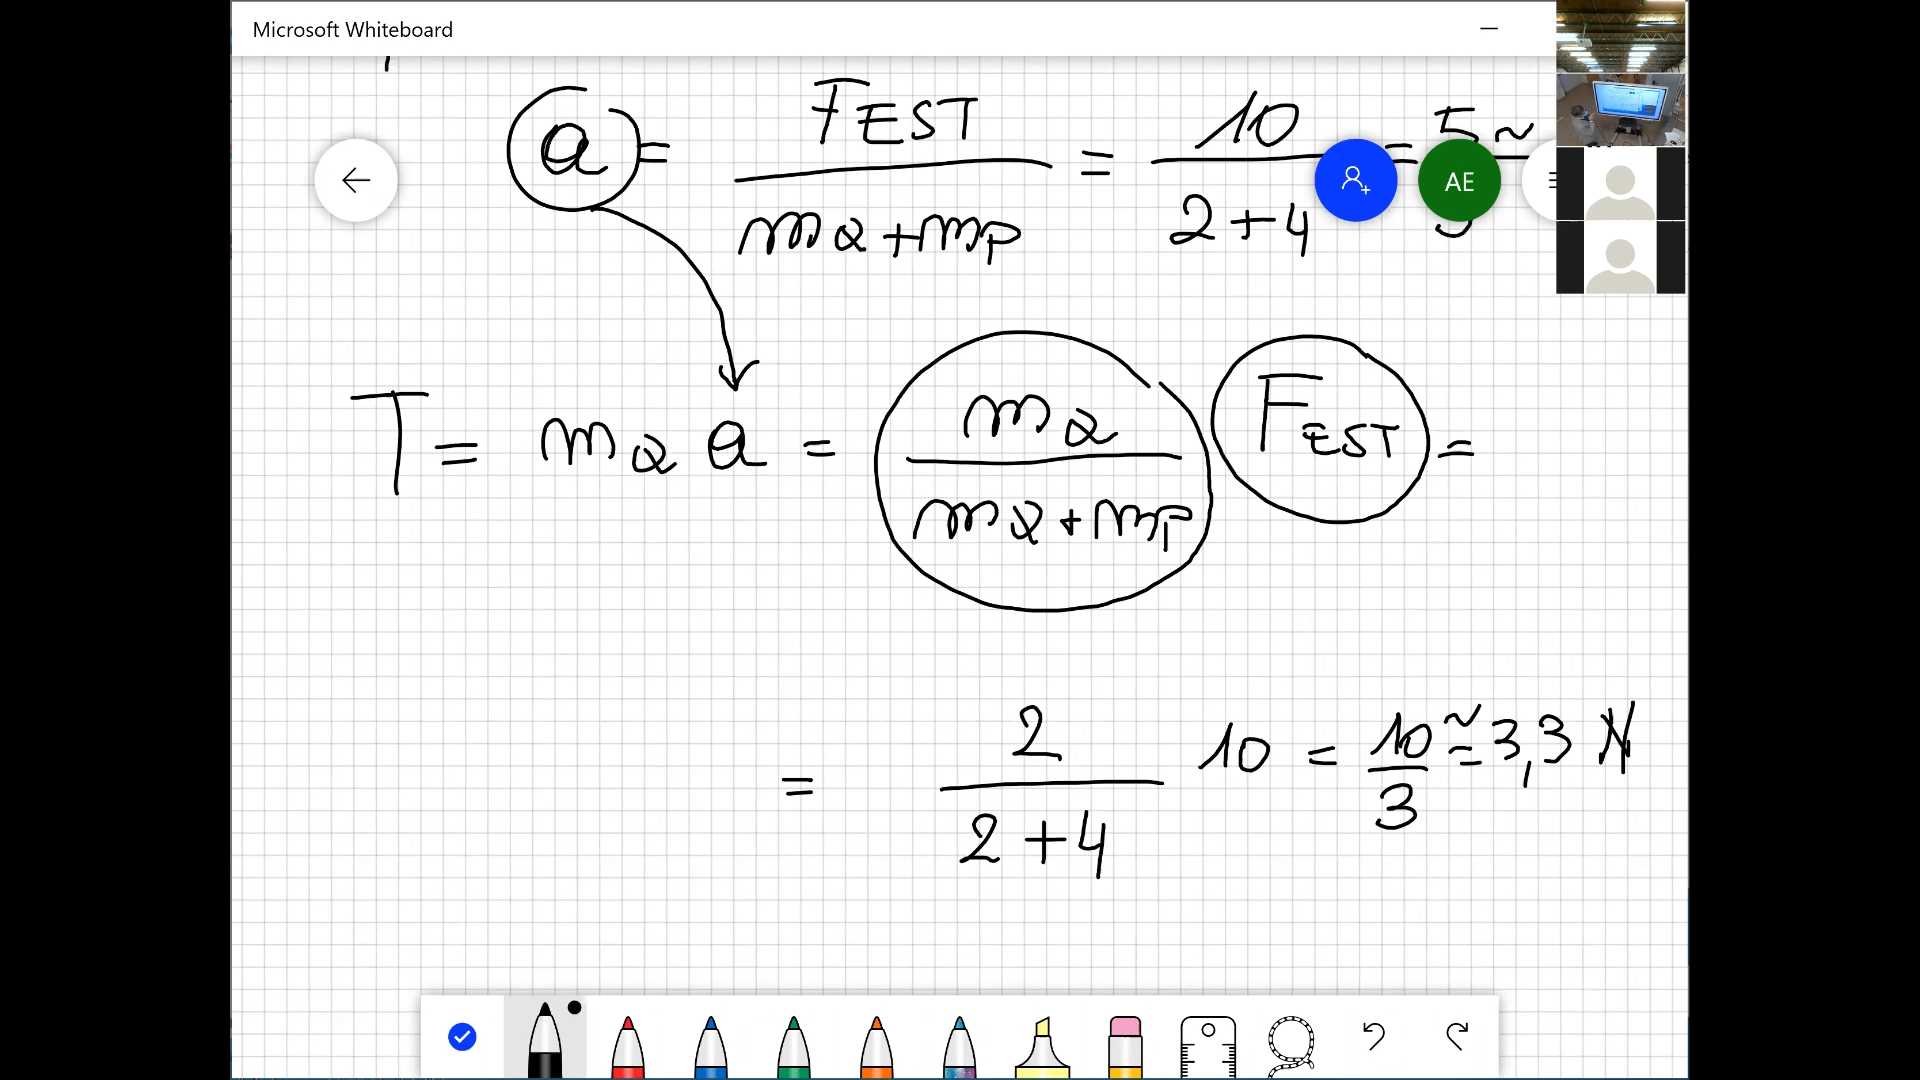 Microsoft Whiteboard
a = FEST / (mQ + mP) = 10 / (2+4) = 5 ~
AE
T = mQ a = mQ / (mQ + mP) FEST =
= 2 / (2+4) 10 = 10/3 ≃ 3,3 N